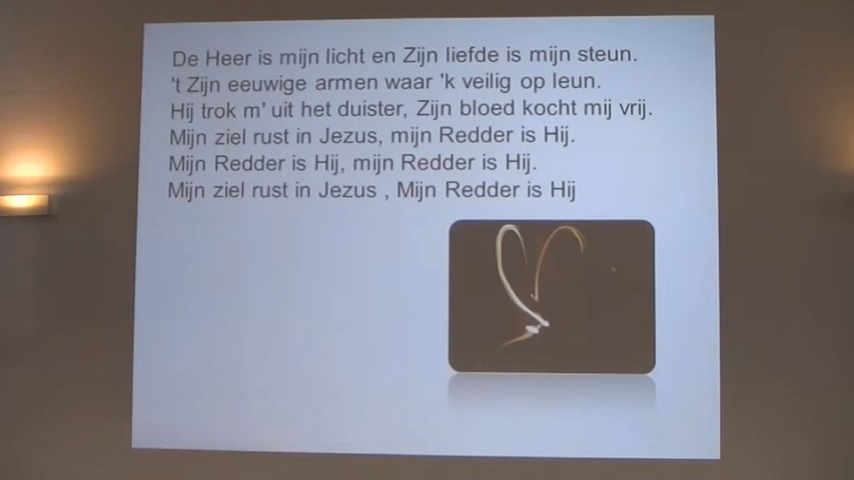 De Heer is mijn licht en Zijn liefde is mijn steun.
't Zijn eeuwige armen waar 'k veilig op leun.
Hij trok m' uit het duister, Zijn bloed kocht mij vrij.
Mijn ziel rust in Jezus, mijn Redder is Hij.
Mijn Redder is Hij, mijn Redder is Hij.
Mijn ziel rust in Jezus , Mijn Redder is Hij